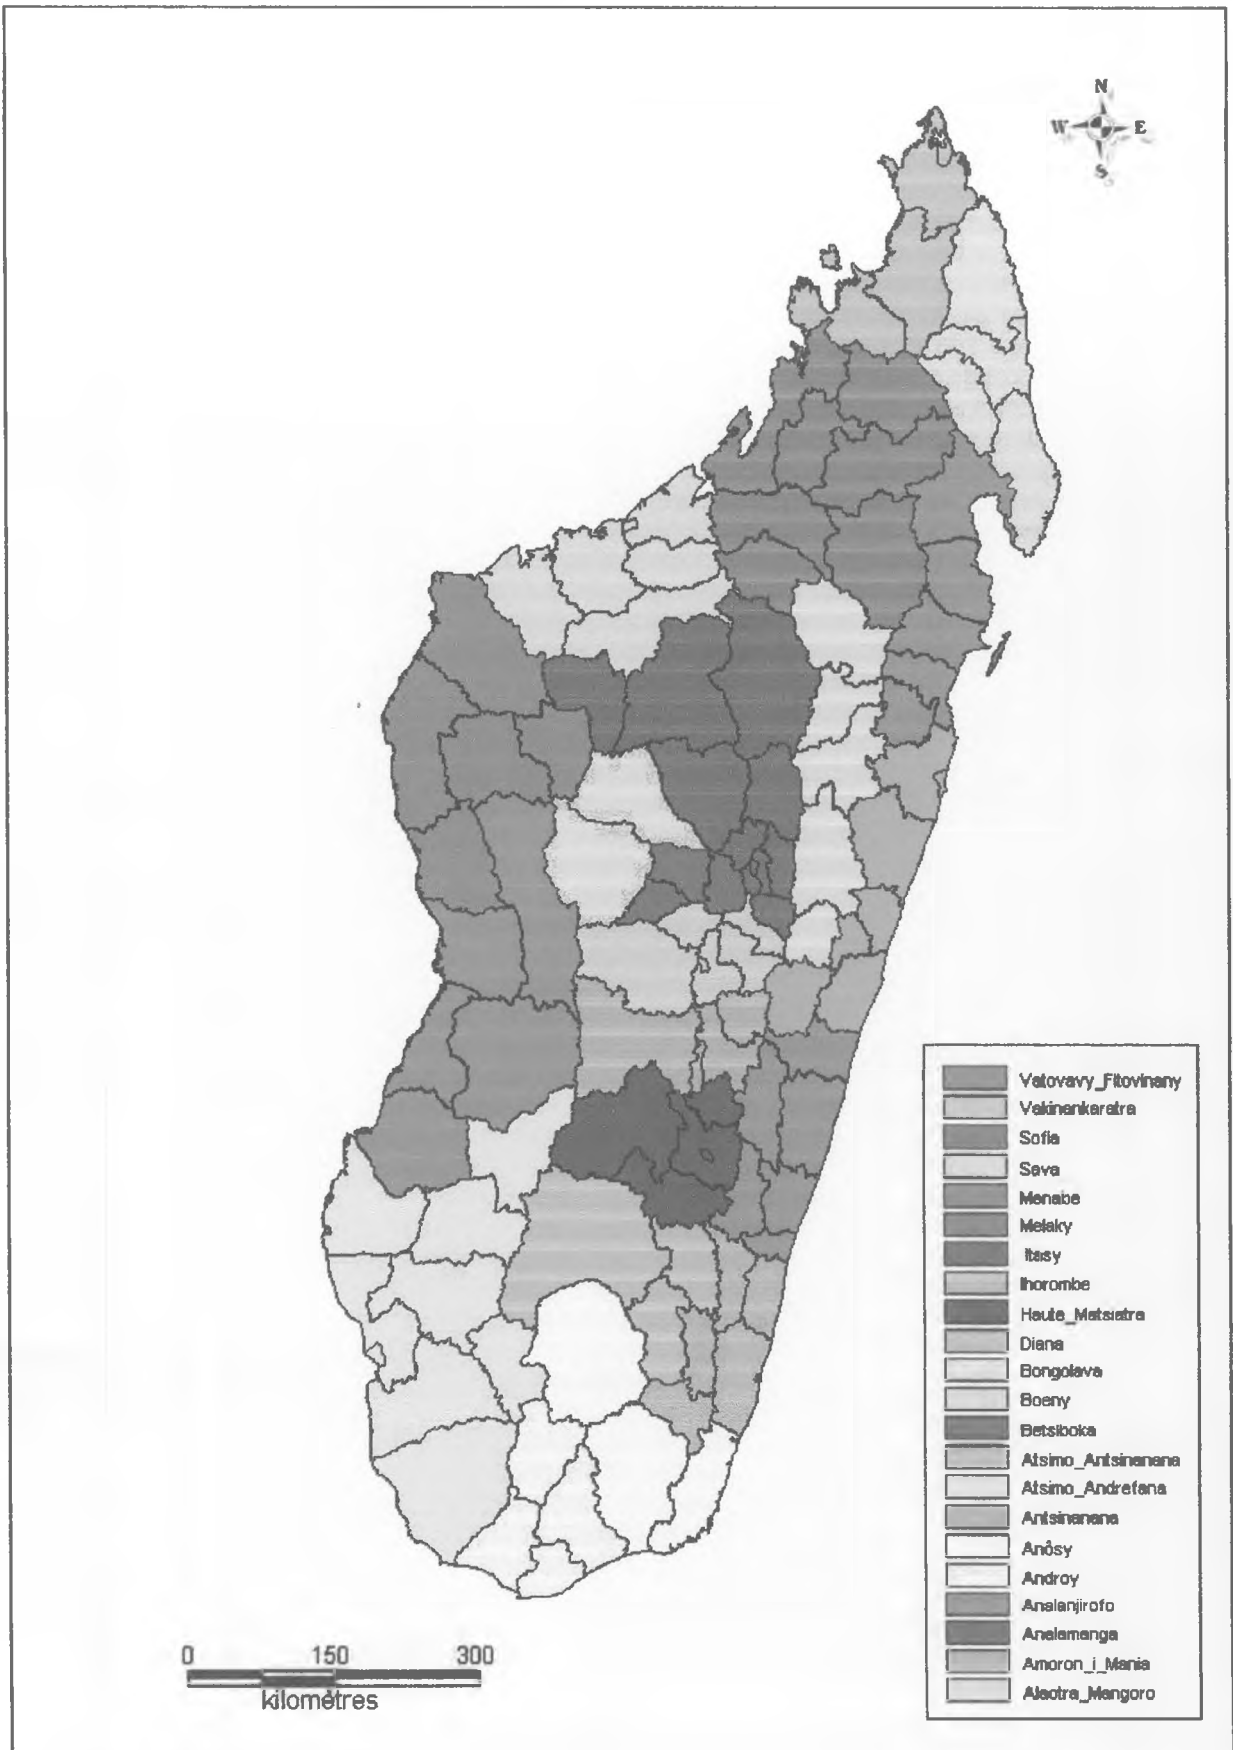 N
W E
S
Vatovavy_Fitovinany
Vakinankaratra
Sofia
Sava
Menabe
Melaky
Itasy
Ihorombe
Haute_Matsiatra
Diana
Bongolava
Boeny
Betsiboka
Atsimo_Antsinanana
Atsimo_Andrefana
Antsinanana
Anôsy
Androy
Analanjirofo
Analamanga
Amoron_i_Mania
Alaotra_Mangoro
0 150 300
kilomètres